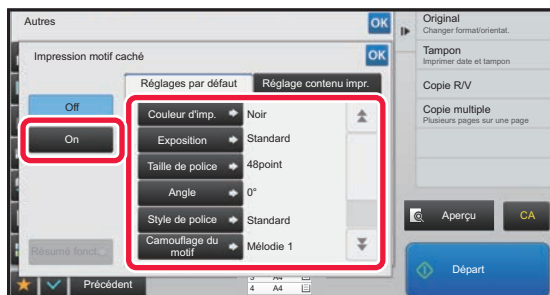 Autres
OK
Impression motif caché
OK
Réglages par défaut
Réglage contenu impr.
Off
On
Couleur d'imp.
Noir
Exposition
Standard
Taille de police
48point
Angle
0°
Style de police
Standard
Camouflage du
motif
Mélodie 1
Résumé fonct.
Précédent
4 A4
Original
Changer format/orientat.
Tampon
Imprimer date et tampon
Copie R/V
Copie multiple
Plusieurs pages sur une page
Aperçu
CA
Départ